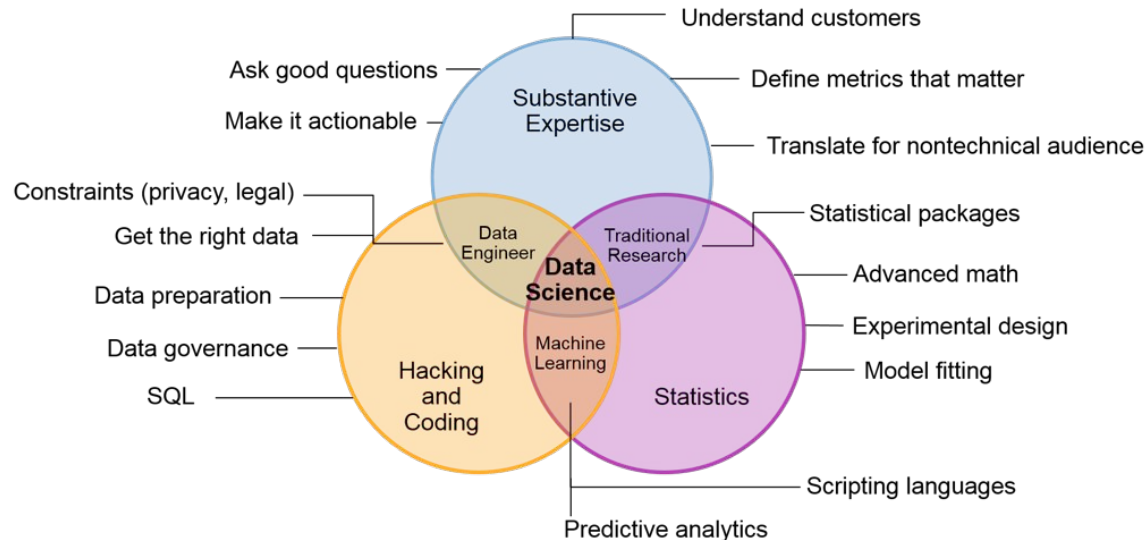 Understand customers
Ask good questions
Define metrics that matter
Substantive
Expertise
Make it actionable
Translate for nontechnical audience
Constraints (privacy, legal)
Statistical packages
Get the right data
Data
Engineer
Traditional
Research
Data
Science
Advanced math
Data preparation
Experimental design
Data governance
Machine
Learning
Model fitting
Hacking
and
Coding
SQL
Statistics
Scripting languages
Predictive analytics